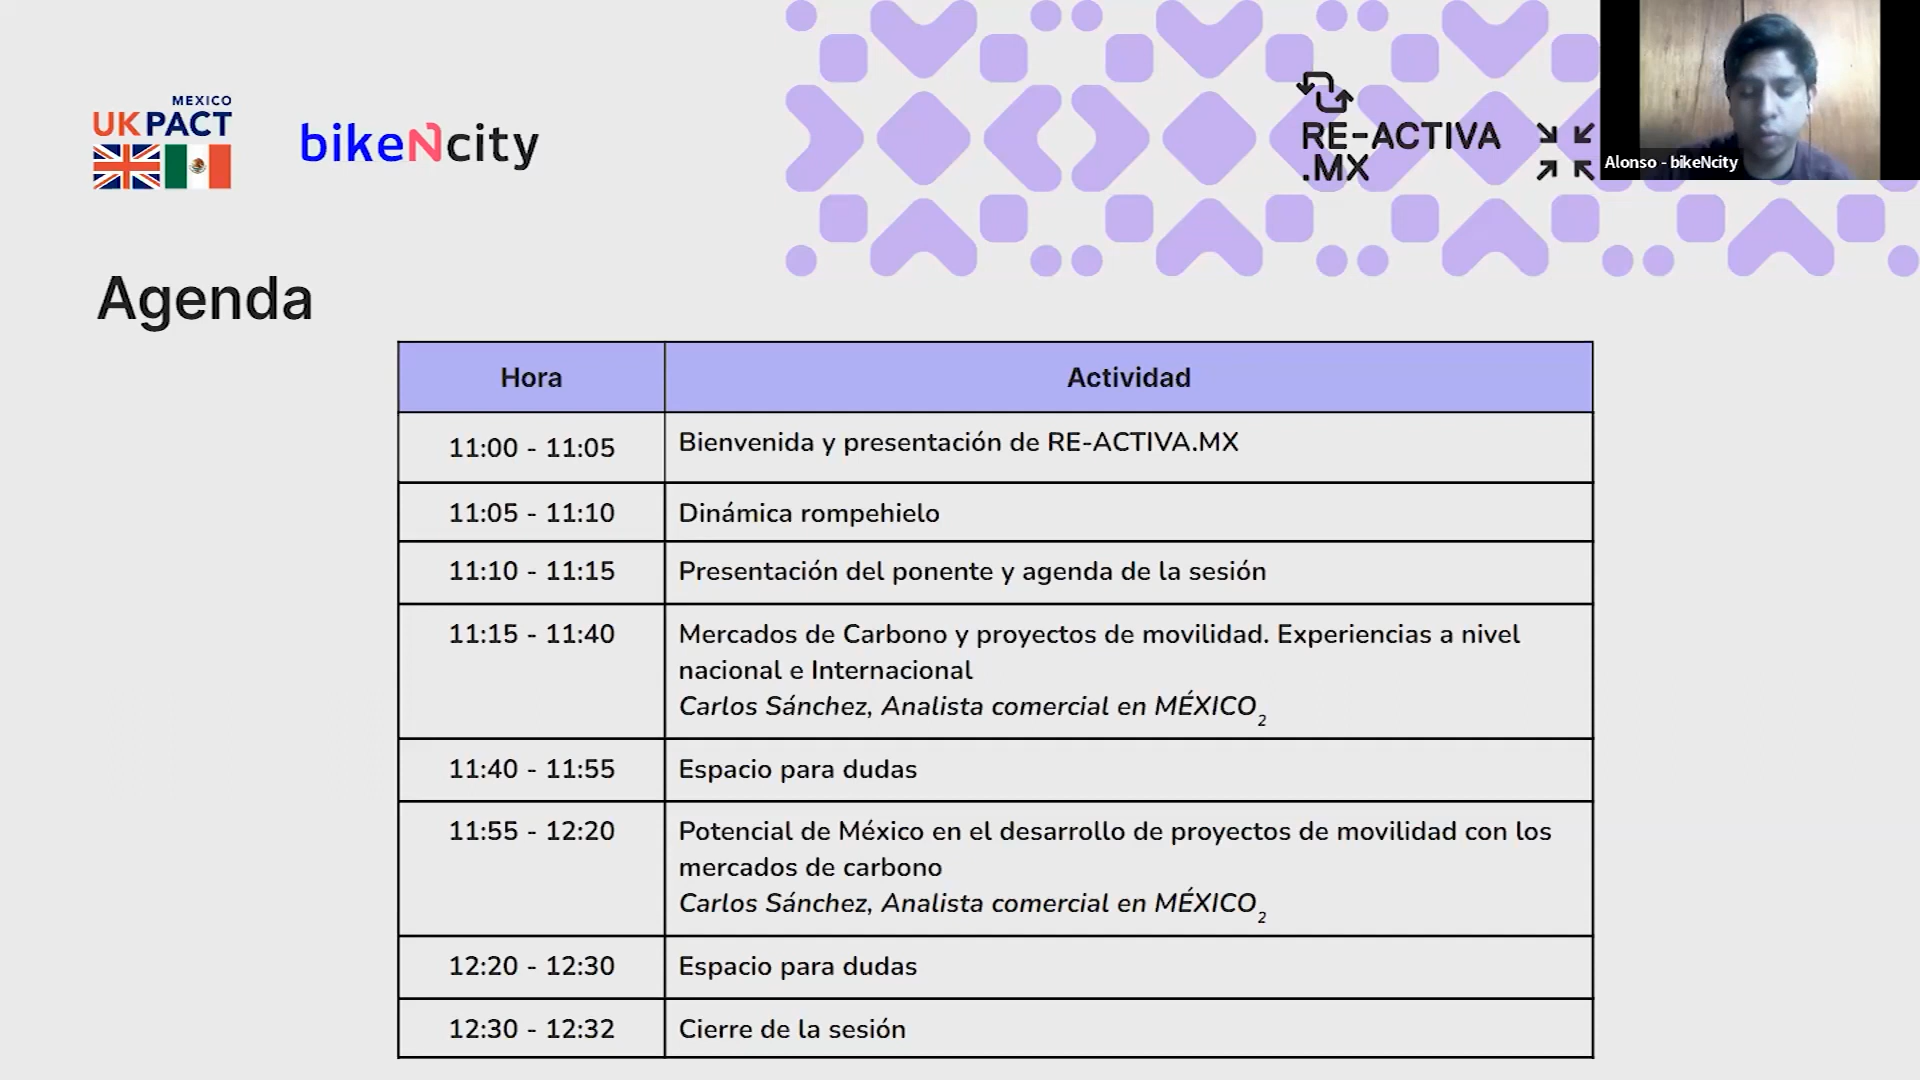 MEXICO
UKPACT
bikeNcity
RE-ACTIVA
.MX
Alonso - bikeNcity
Agenda
Hora
Actividad
11:00 - 11:05
Bienvenida y presentación de RE-ACTIVA.MX
11:05 - 11:10
Dinámica rompehielo
11:10 - 11:15
Presentación del ponente y agenda de la sesión
11:15 - 11:40
Mercados de Carbono y proyectos de movilidad. Experiencias a nivel
nacional e Internacional
Carlos Sánchez, Analista comercial en MÉXICO₂
11:40 - 11:55
Espacio para dudas
11:55 - 12:20
Potencial de México en el desarrollo de proyectos de movilidad con los
mercados de carbono
Carlos Sánchez, Analista comercial en MÉXICO₂
12:20 - 12:30
Espacio para dudas
12:30 - 12:32
Cierre de la sesión